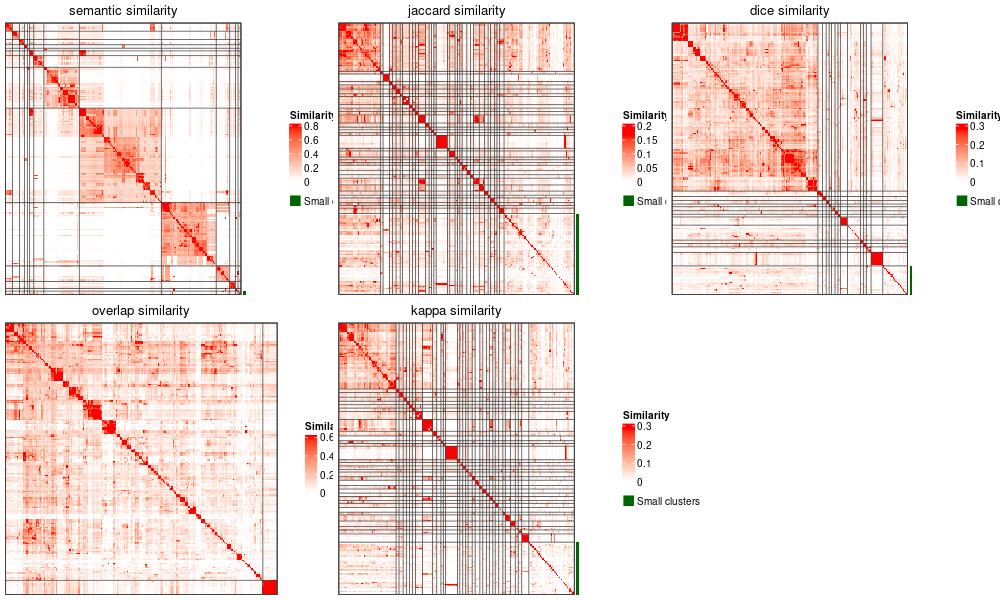 semantic similarity
Similarity
0.8
0.6
0.4
0.2
0
Small
jaccard similarity
Similarity
0.2
0.15
0.1
0.05
0
Small
dice similarity
Similarity
0.3
0.2
0.1
0
Small c
overlap similarity
Simila
0.6
0.4
0.2
0
kappa similarity
Similarity
0.3
0.2
0.1
0
Small clusters